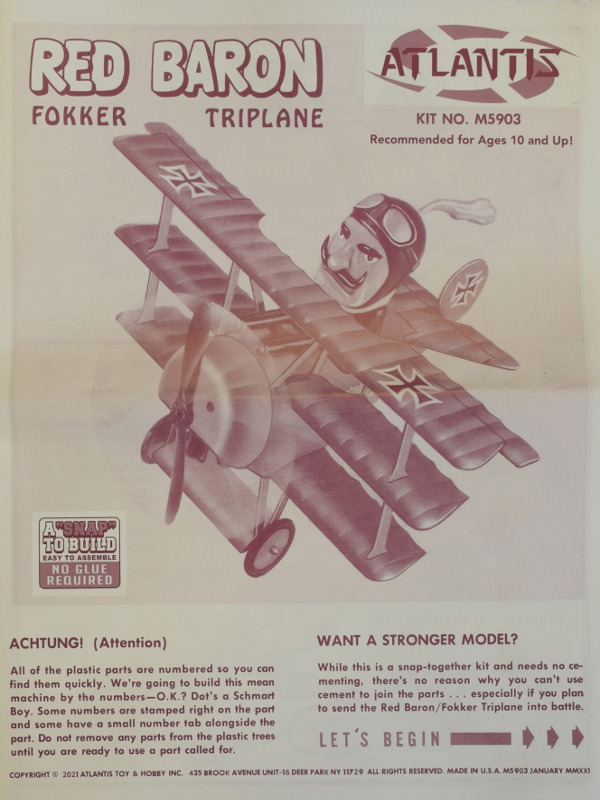 RED BARON
FOKKER TRIPLANE
ATLANTIS
KIT NO. M5903
Recommended for Ages 10 and Up!
A "SNAP"
TO BUILD
EASY TO ASSEMBLE
NO GLUE
REQUIRED
ACHTUNG! (Attention)
All of the plastic parts are numbered so you can
find them quickly. We're going to build this mean
machine by the numbers—O.K.? Dot's a Schmart
Boy. Some numbers are stamped right on the part
and some have a small number tab alongside the
part. Do not remove any parts from the plastic trees
until you are ready to use a part called for.
WANT A STRONGER MODEL?
While this is a snap-together kit and needs no ce-
menting, there's no reason why you can't use
cement to join the parts . . . especially if you plan
to send the Red Baron/Fokker Triplane into battle.
LET'S BEGIN
COPYRIGHT © 2021 ATLANTIS TOY & HOBBY INC. 435 BROOK AVENUE UNIT-16 DEER PARK NY 11729 ALL RIGHTS RESERVED. MADE IN U.S.A. M5903 JANUARY MMXXI